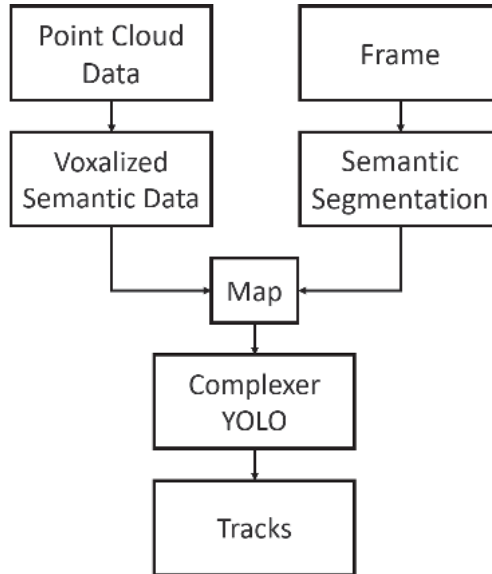 Point Cloud
Data
Frame
Voxalized
Semantic Data
Semantic
Segmentation
Map
Complexer
YOLO
Tracks